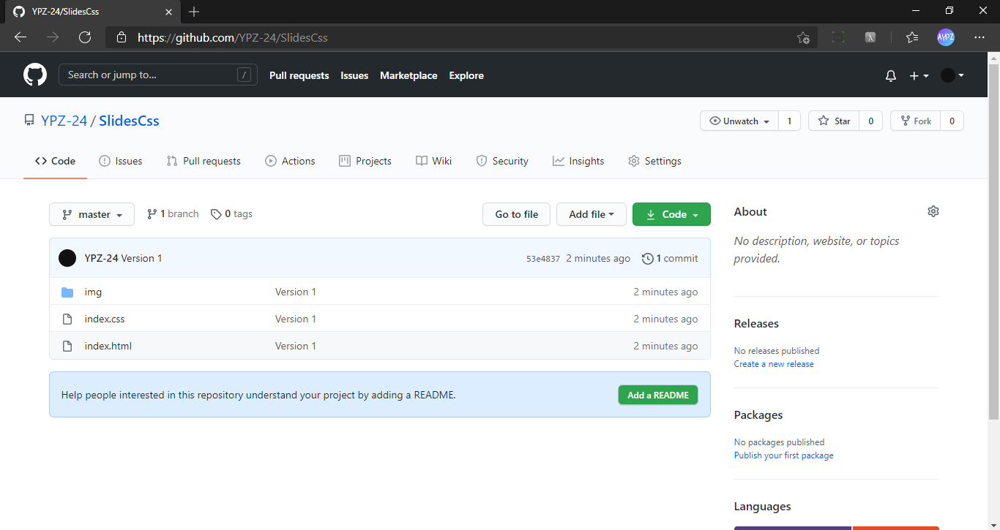 YPZ-24/SlidesCss
https://github.com/YPZ-24/SlidesCss
AYPZ
Search or jump to... /
Pull requests Issues Marketplace Explore
YPZ-24 / SlidesCss
Unwatch 1 Star 0 Fork 0
Code Issues Pull requests Actions Projects Wiki Security Insights Settings
master 1 branch 0 tags Go to file Add file Code
YPZ-24 Version 1 53e4837 2 minutes ago 1 commit
img Version 1 2 minutes ago
index.css Version 1 2 minutes ago
index.html Version 1 2 minutes ago
Help people interested in this repository understand your project by adding a README. Add a README
About
No description, website, or topics
provided.
Releases
No releases published
Create a new release
Packages
No packages published
Publish your first package
Languages